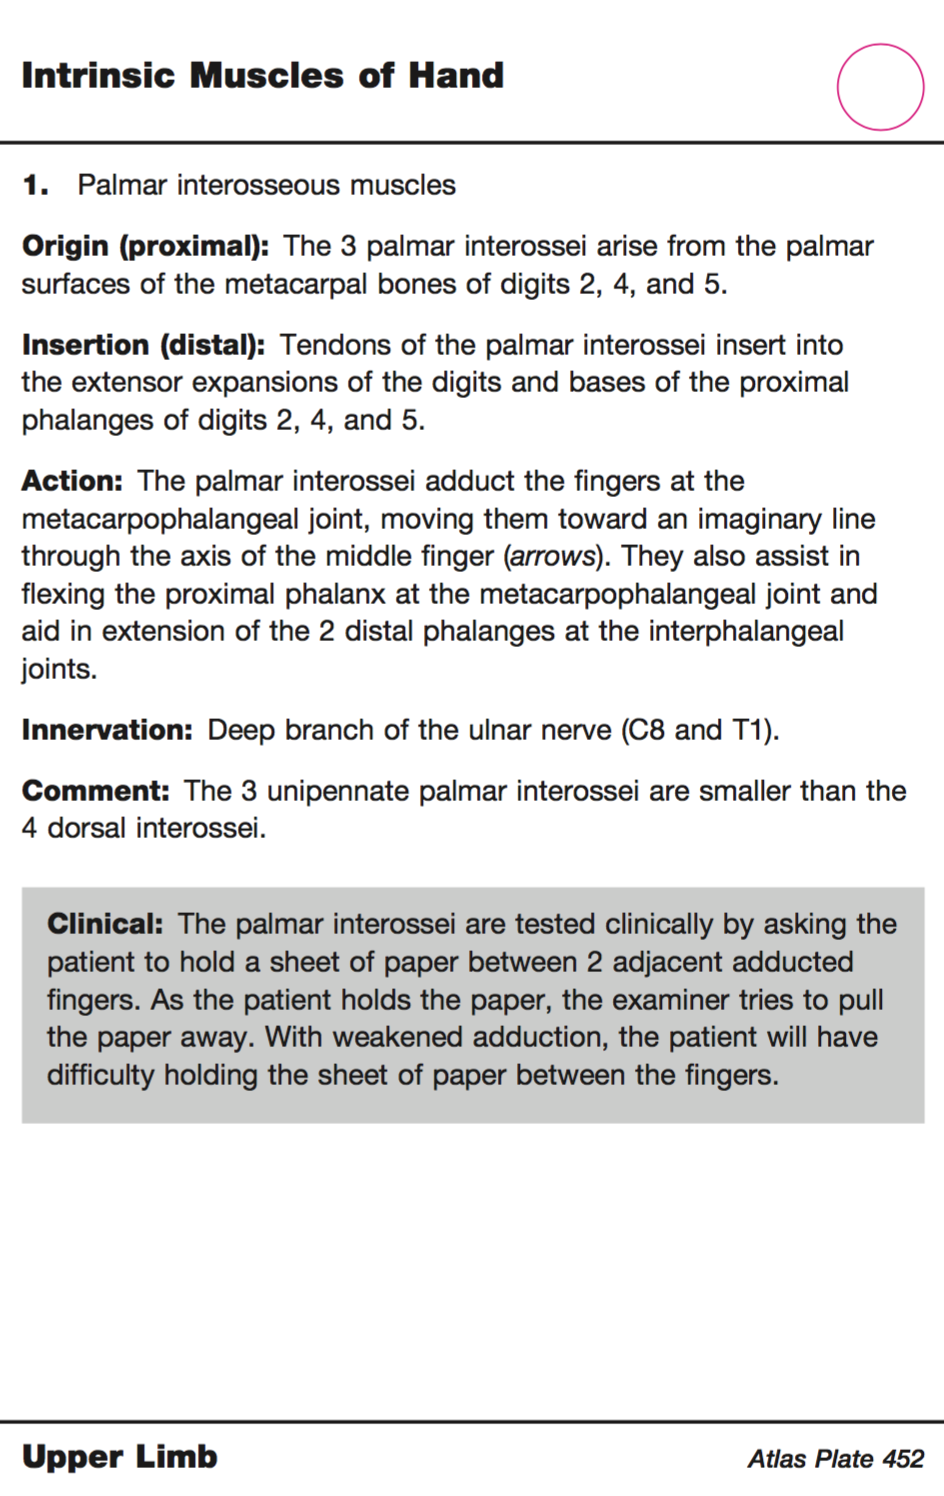 Intrinsic Muscles of Hand
1. Palmar interosseous muscles
Origin (proximal): The 3 palmar interossei arise from the palmar
surfaces of the metacarpal bones of digits 2, 4, and 5.
Insertion (distal): Tendons of the palmar interossei insert into
the extensor expansions of the digits and bases of the proximal
phalanges of digits 2, 4, and 5.
Action: The palmar interossei adduct the fingers at the
metacarpophalangeal joint, moving them toward an imaginary line
through the axis of the middle finger (arrows). They also assist in
flexing the proximal phalanx at the metacarpophalangeal joint and
aid in extension of the 2 distal phalanges at the interphalangeal
joints.
Innervation: Deep branch of the ulnar nerve (C8 and T1).
Comment: The 3 unipennate palmar interossei are smaller than the
4 dorsal interossei.
Clinical: The palmar interossei are tested clinically by asking the
patient to hold a sheet of paper between 2 adjacent adducted
fingers. As the patient holds the paper, the examiner tries to pull
the paper away. With weakened adduction, the patient will have
difficulty holding the sheet of paper between the fingers.
Upper Limb
Atlas Plate 452